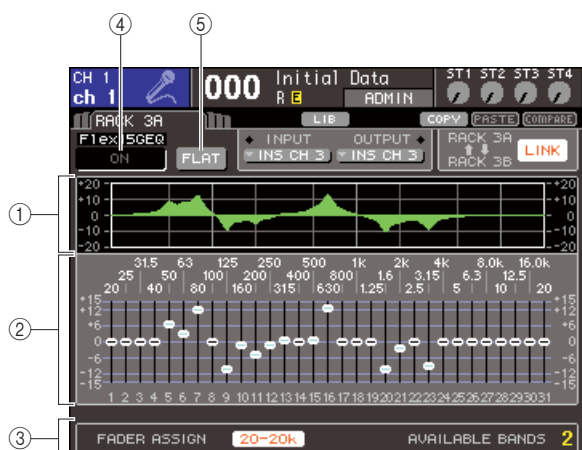 ④ ⑤
CH 1
ch 1
000
Initial Data
R E
ADMIN
ST1 ST2 ST3 ST4
RACK 3A
LIB
COPY PASTE COMPARE
Flex15GEQ
ON
FLAT
INPUT
INS CH 3
OUTPUT
INS CH 3
RACK 3A
RACK 3B
LINK
①
+20 +20
+10 +10
0 0
-10 -10
-20 -20
②
31.5 63 125 250 500 1k 2k 4k 8.0k 16.0k
25 50 100 200 400 800 1.6 3.15 6.3 12.5
20 40 80 160 315 630 1.25 2.5 5 10 20
+15 +15
+12 +12
+6 +6
0 0
-6 -6
-12 -12
-15 -15
1 2 3 4 5 6 7 8 9 10 11 12 13 14 15 16 17 18 19 20 21 22 23 24 25 26 27 28 29 30 31
③
FADER ASSIGN
20-20k
AVAILABLE BANDS 2